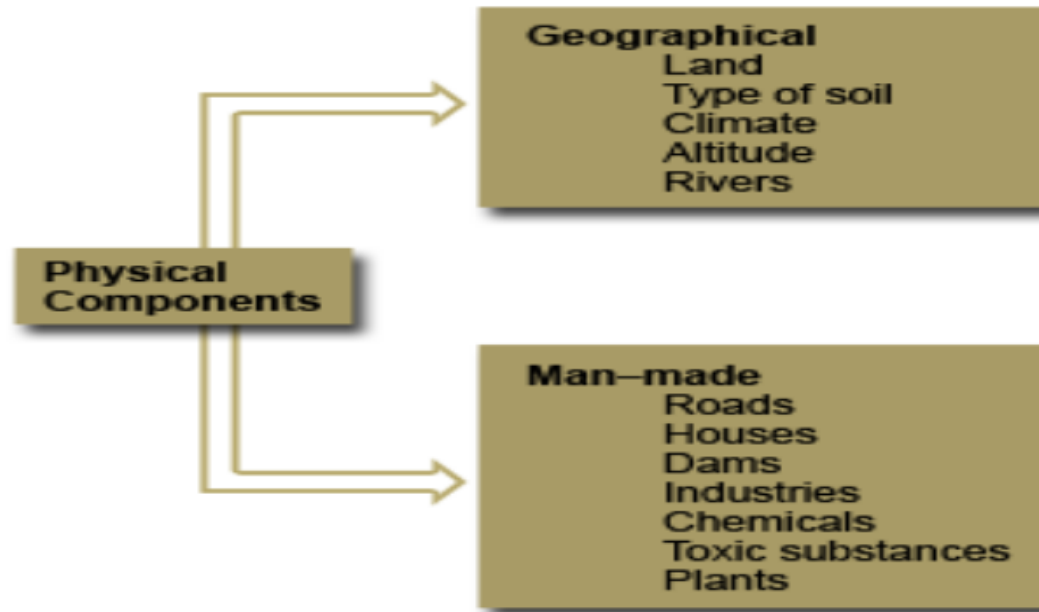 Geographical
Land
Type of soil
Climate
Altitude
Rivers
Physical
Components
Man–made
Roads
Houses
Dams
Industries
Chemicals
Toxic substances
Plants